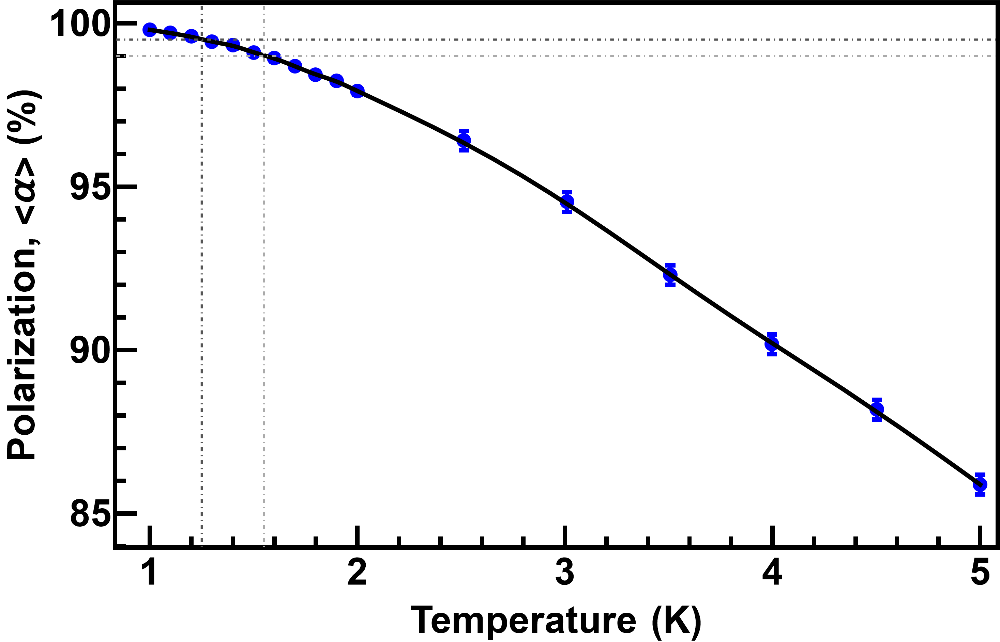 Polarization, <α> (%)
100
95
90
85
1 2 3 4 5
Temperature (K)